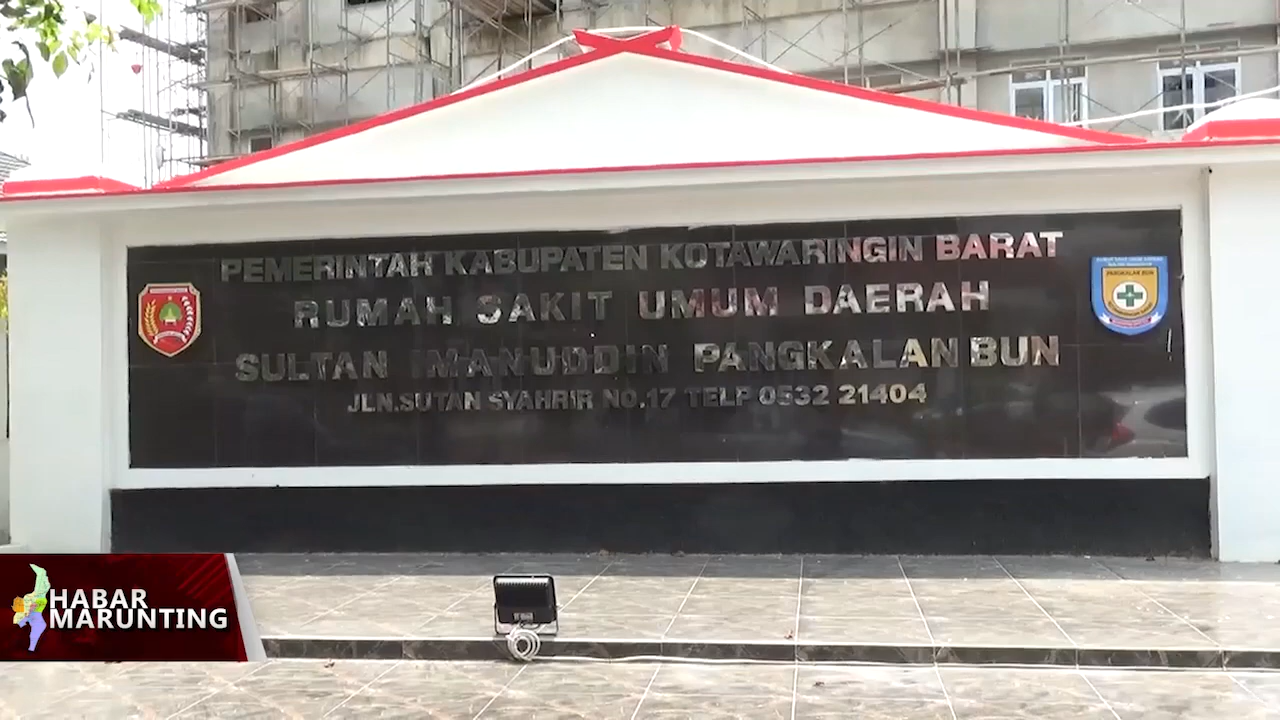 PEMERINTAH KABUPATEN KOTAWARINGIN BARAT
RUMAH SAKIT UMUM DAERAH
SULTAN IMANUDDIN PANGKALAN BUN
JLN.SUTAN SYAHRIR NO.17 TELP 0532 21404
PANGKALAN BUN
HABAR
MARUNTING